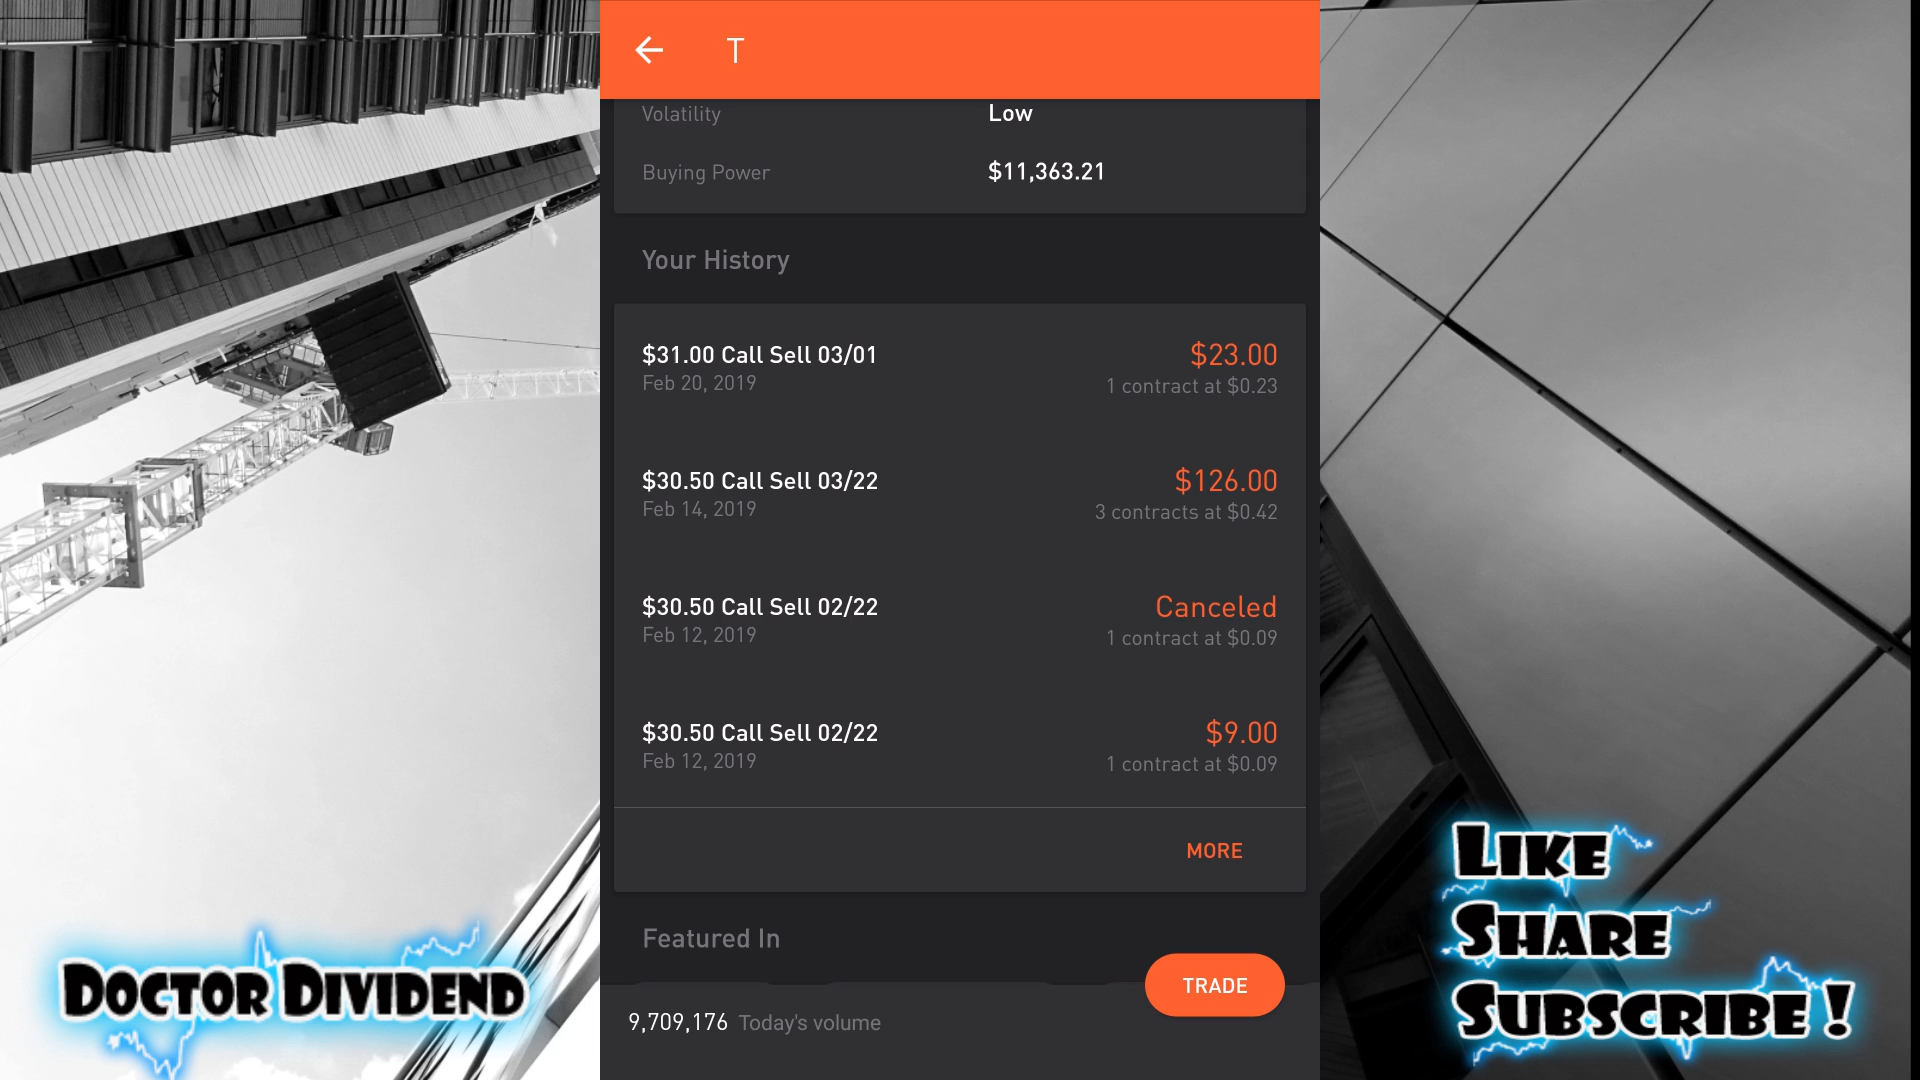 T
Volatility Low
Buying Power $11,363.21
Your History
$31.00 Call Sell 03/01 $23.00
Feb 20, 2019 1 contract at $0.23
$30.50 Call Sell 03/22 $126.00
Feb 14, 2019 3 contracts at $0.42
$30.50 Call Sell 02/22 Canceled
Feb 12, 2019 1 contract at $0.09
$30.50 Call Sell 02/22 $9.00
Feb 12, 2019 1 contract at $0.09
MORE
Featured In
TRADE
9,709,176 Today's volume
DOCTOR DIVIDEND
LIKE
SHARE
SUBSCRIBE !